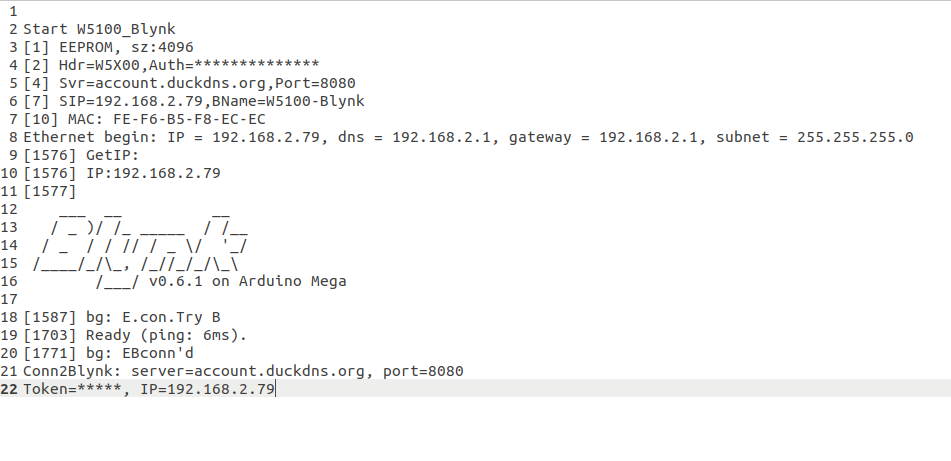 1
2 Start W5100_Blynk
3 [1] EEPROM, sz:4096
4 [2] Hdr=W5X00,Auth=**************
5 [4] Svr=account.duckdns.org,Port=8080
6 [7] SIP=192.168.2.79,BName=W5100-Blynk
7 [10] MAC: FE-F6-B5-F8-EC-EC
8 Ethernet begin: IP = 192.168.2.79, dns = 192.168.2.1, gateway = 192.168.2.1, subnet = 255.255.255.0
9 [1576] GetIP:
10 [1576] IP:192.168.2.79
11 [1577]
12     ___  __          __
13    / _ )/ /_ _____  / /__
14   / _  / / // / _ \/  '_/
15  /____/_/\_, /_//_/_/\_\
16         /___/ v0.6.1 on Arduino Mega
17
18 [1587] bg: E.con.Try B
19 [1703] Ready (ping: 6ms).
20 [1771] bg: EBconn'd
21 Conn2Blynk: server=account.duckdns.org, port=8080
22 Token=*****, IP=192.168.2.79